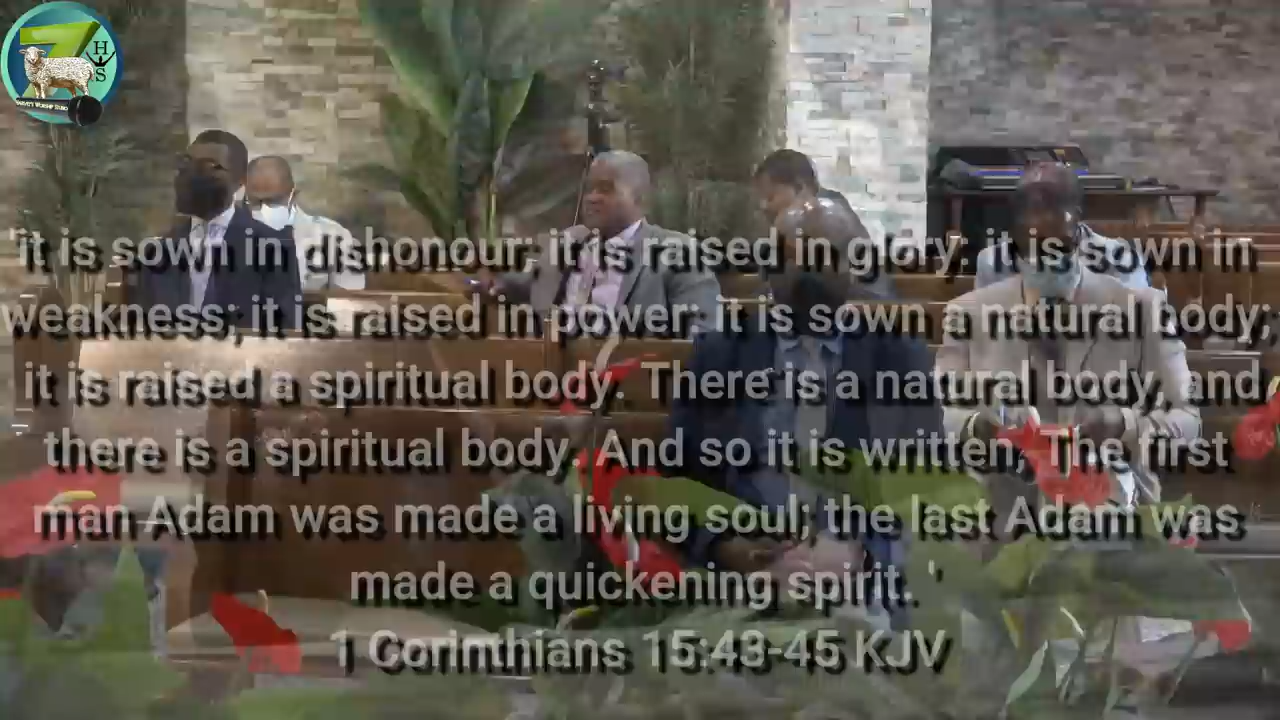 7
H
S
'it is sown in dishonour; it is raised in glory: it is sown in
weakness; it is raised in power: it is sown a natural body;
it is raised a spiritual body. There is a natural body, and
there is a spiritual body. And so it is written, The first
man Adam was made a living soul; the last Adam was
made a quickening spirit. '
1 Corinthians 15:43-45 KJV